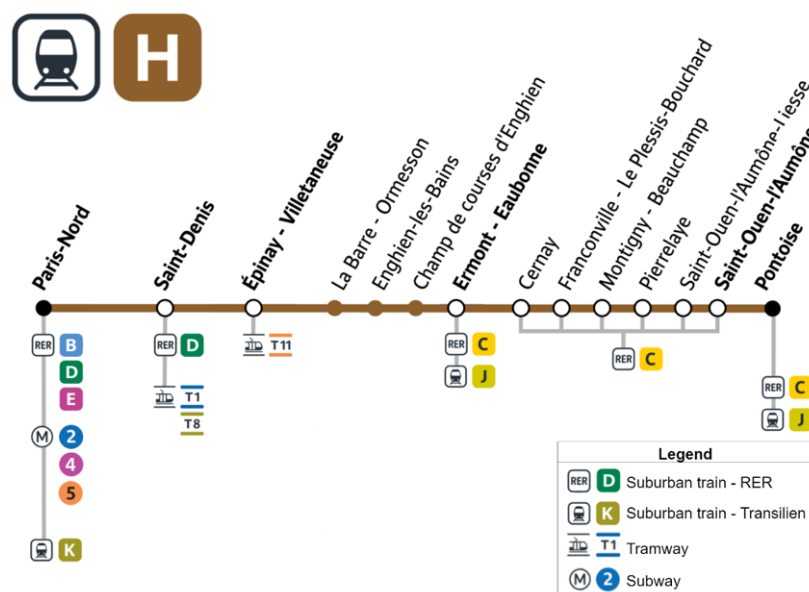 H
Paris-Nord
Saint-Denis
Épinay - Villetaneuse
La Barre - Ormesson
Enghien-les-Bains
Champ de courses d'Enghien
Ermont - Eaubonne
Cernay
Franconville - Le Plessis-Bouchard
Montigny - Beauchamp
Pierrelaye
Saint-Ouen-l'Aumône-Liesse
Saint-Ouen-l'Aumône
Pontoise
RER B
D
E
M 2
4
5
K
RER D
T1
T8
T11
RER C
J
RER C
RER C
J
Legend
RER D Suburban train - RER
K Suburban train - Transilien
T1 Tramway
M 2 Subway